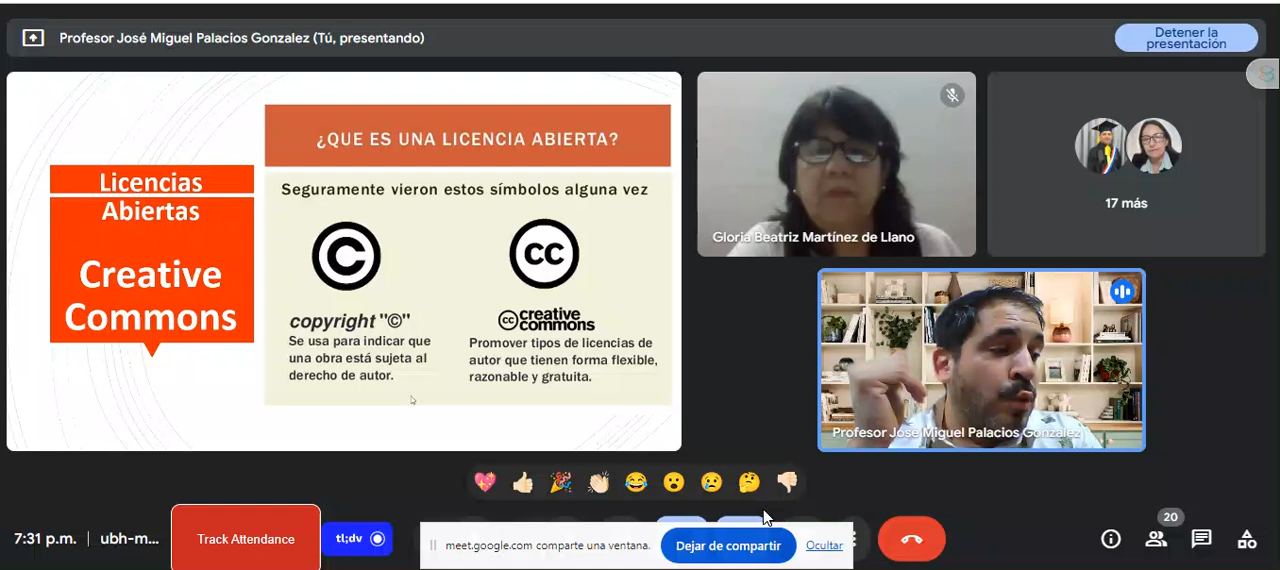 Profesor José Miguel Palacios Gonzalez (Tú, presentando)
Detener la
presentación
Licencias
Abiertas
Creative
Commons
¿QUE ES UNA LICENCIA ABIERTA?
Seguramente vieron estos símbolos alguna vez
C
cc
copyright "©"
Se usa para indicar que
una obra está sujeta al
derecho de autor.
cc creative
commons
Promover tipos de licencias de
autor que tienen forma flexible,
razonable y gratuita.
Gloria Beatriz Martínez de Llano
17 más
Profesor José Miguel Palacios Gonzalez
7:31 p.m. | ubh-m...
Track Attendance
tl;dv
meet.google.com comparte una ventana.
Dejar de compartir
Ocultar
20